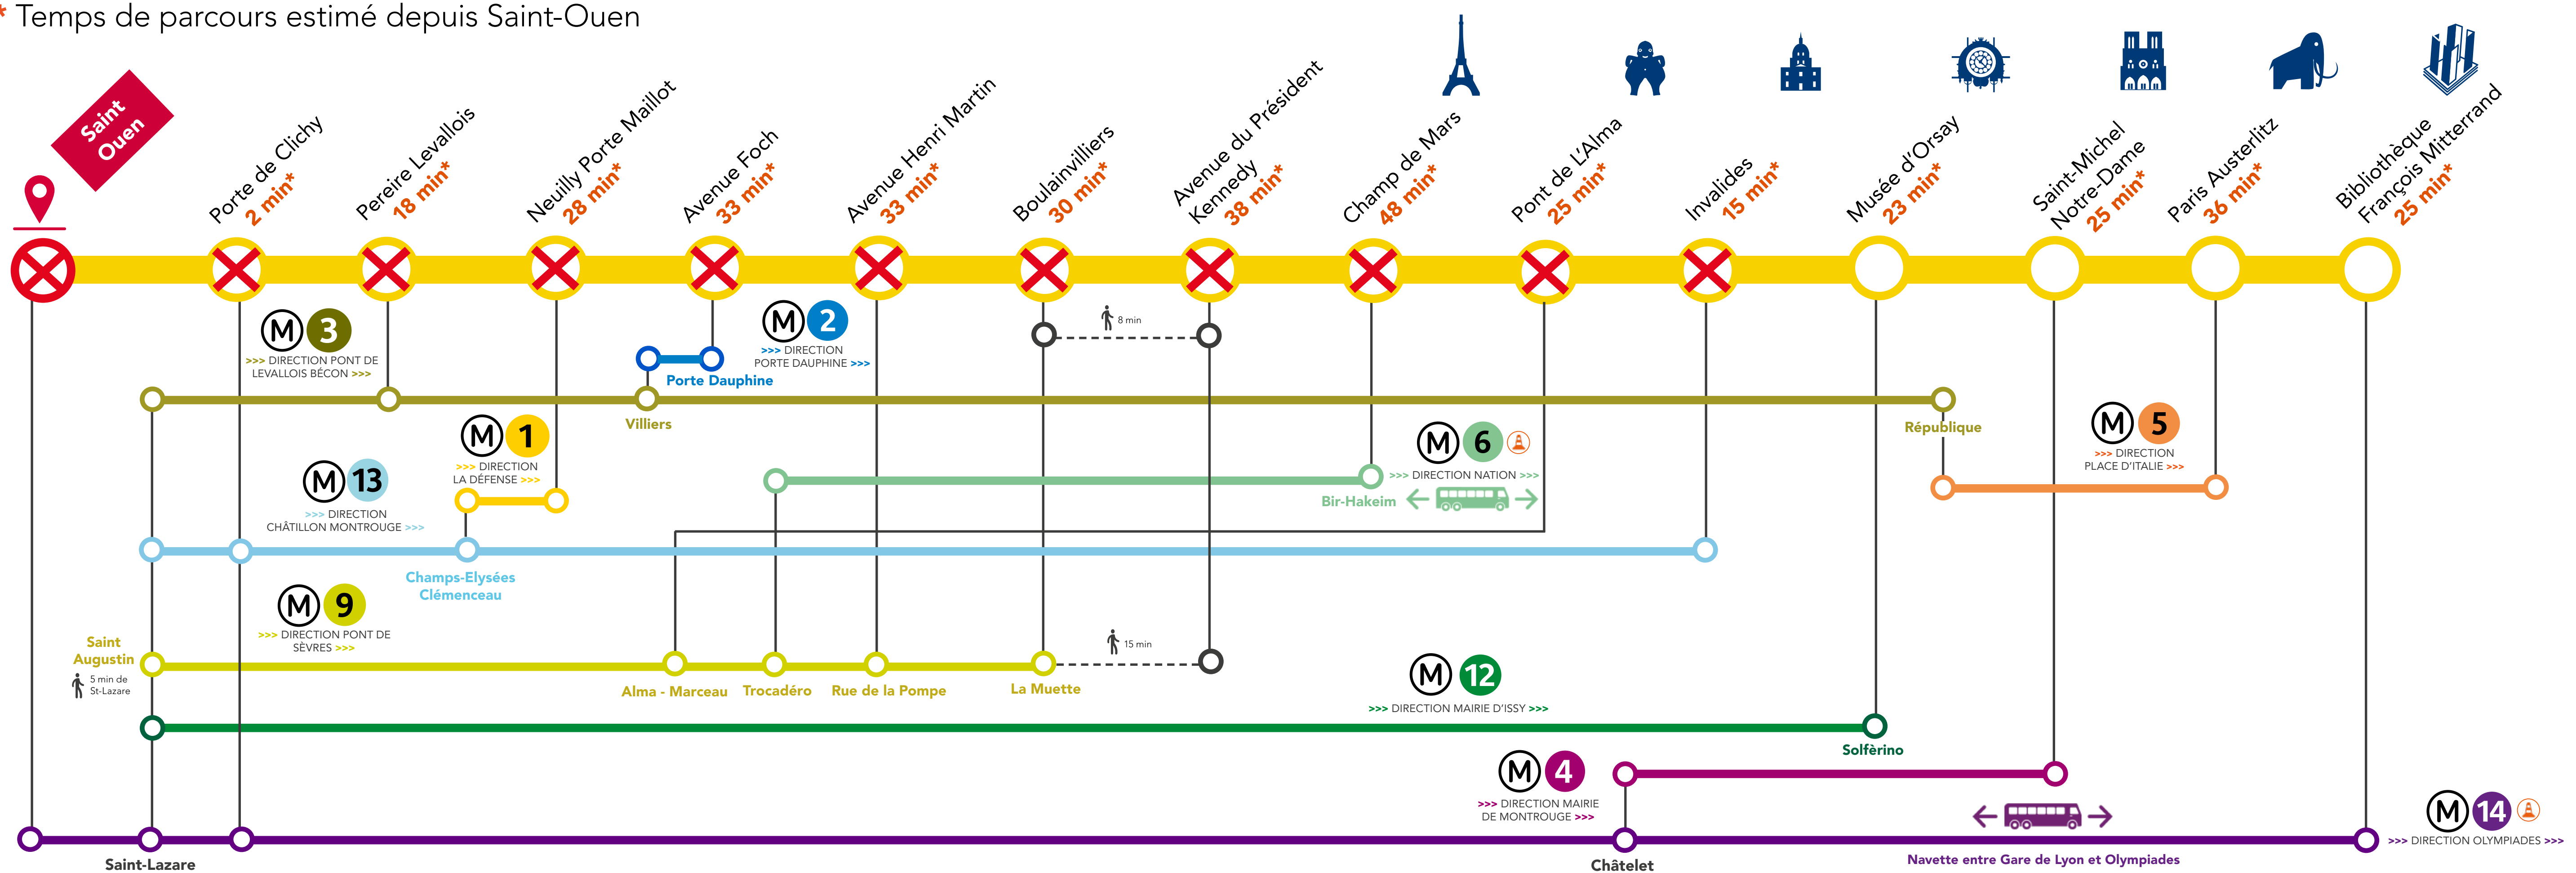 * Temps de parcours estimé depuis Saint-Ouen
Saint
Ouen
Porte de Clichy
2 min*
Pereire Levallois
18 min*
Neuilly Porte Maillot
28 min*
Avenue Foch
33 min*
Avenue Henri Martin
33 min*
Boulainvilliers
30 min*
Avenue du Président
Kennedy
38 min*
Champ de Mars
48 min*
Pont de L'Alma
25 min*
Invalides
15 min*
Musée d'Orsay
23 min*
Saint-Michel
Notre-Dame
25 min*
Paris Austerlitz
36 min*
Bibliothèque
François Mitterrand
25 min*
M 3
>>> DIRECTION PONT DE
LEVALLOIS BÉCON >>>
M 2
>>> DIRECTION
PORTE DAUPHINE >>>
Porte Dauphine
8 min
Villiers
République
M 1
>>> DIRECTION
LA DÉFENSE >>>
M 6
>>> DIRECTION NATION >>>
Bir-Hakeim
M 5
>>> DIRECTION
PLACE D'ITALIE >>>
M 13
>>> DIRECTION
CHÂTILLON MONTROUGE >>>
Champs-Elysées
Clémenceau
M 9
>>> DIRECTION PONT DE
SÈVRES >>>
Saint
Augustin
5 min de
St-Lazare
Alma - Marceau
Trocadéro
Rue de la Pompe
La Muette
15 min
M 12
>>> DIRECTION MAIRIE D'ISSY >>>
Solfèrino
M 4
>>> DIRECTION MAIRIE
DE MONTROUGE >>>
M 14
>>> DIRECTION OLYMPIADES >>>
Saint-Lazare
Châtelet
Navette entre Gare de Lyon et Olympiades